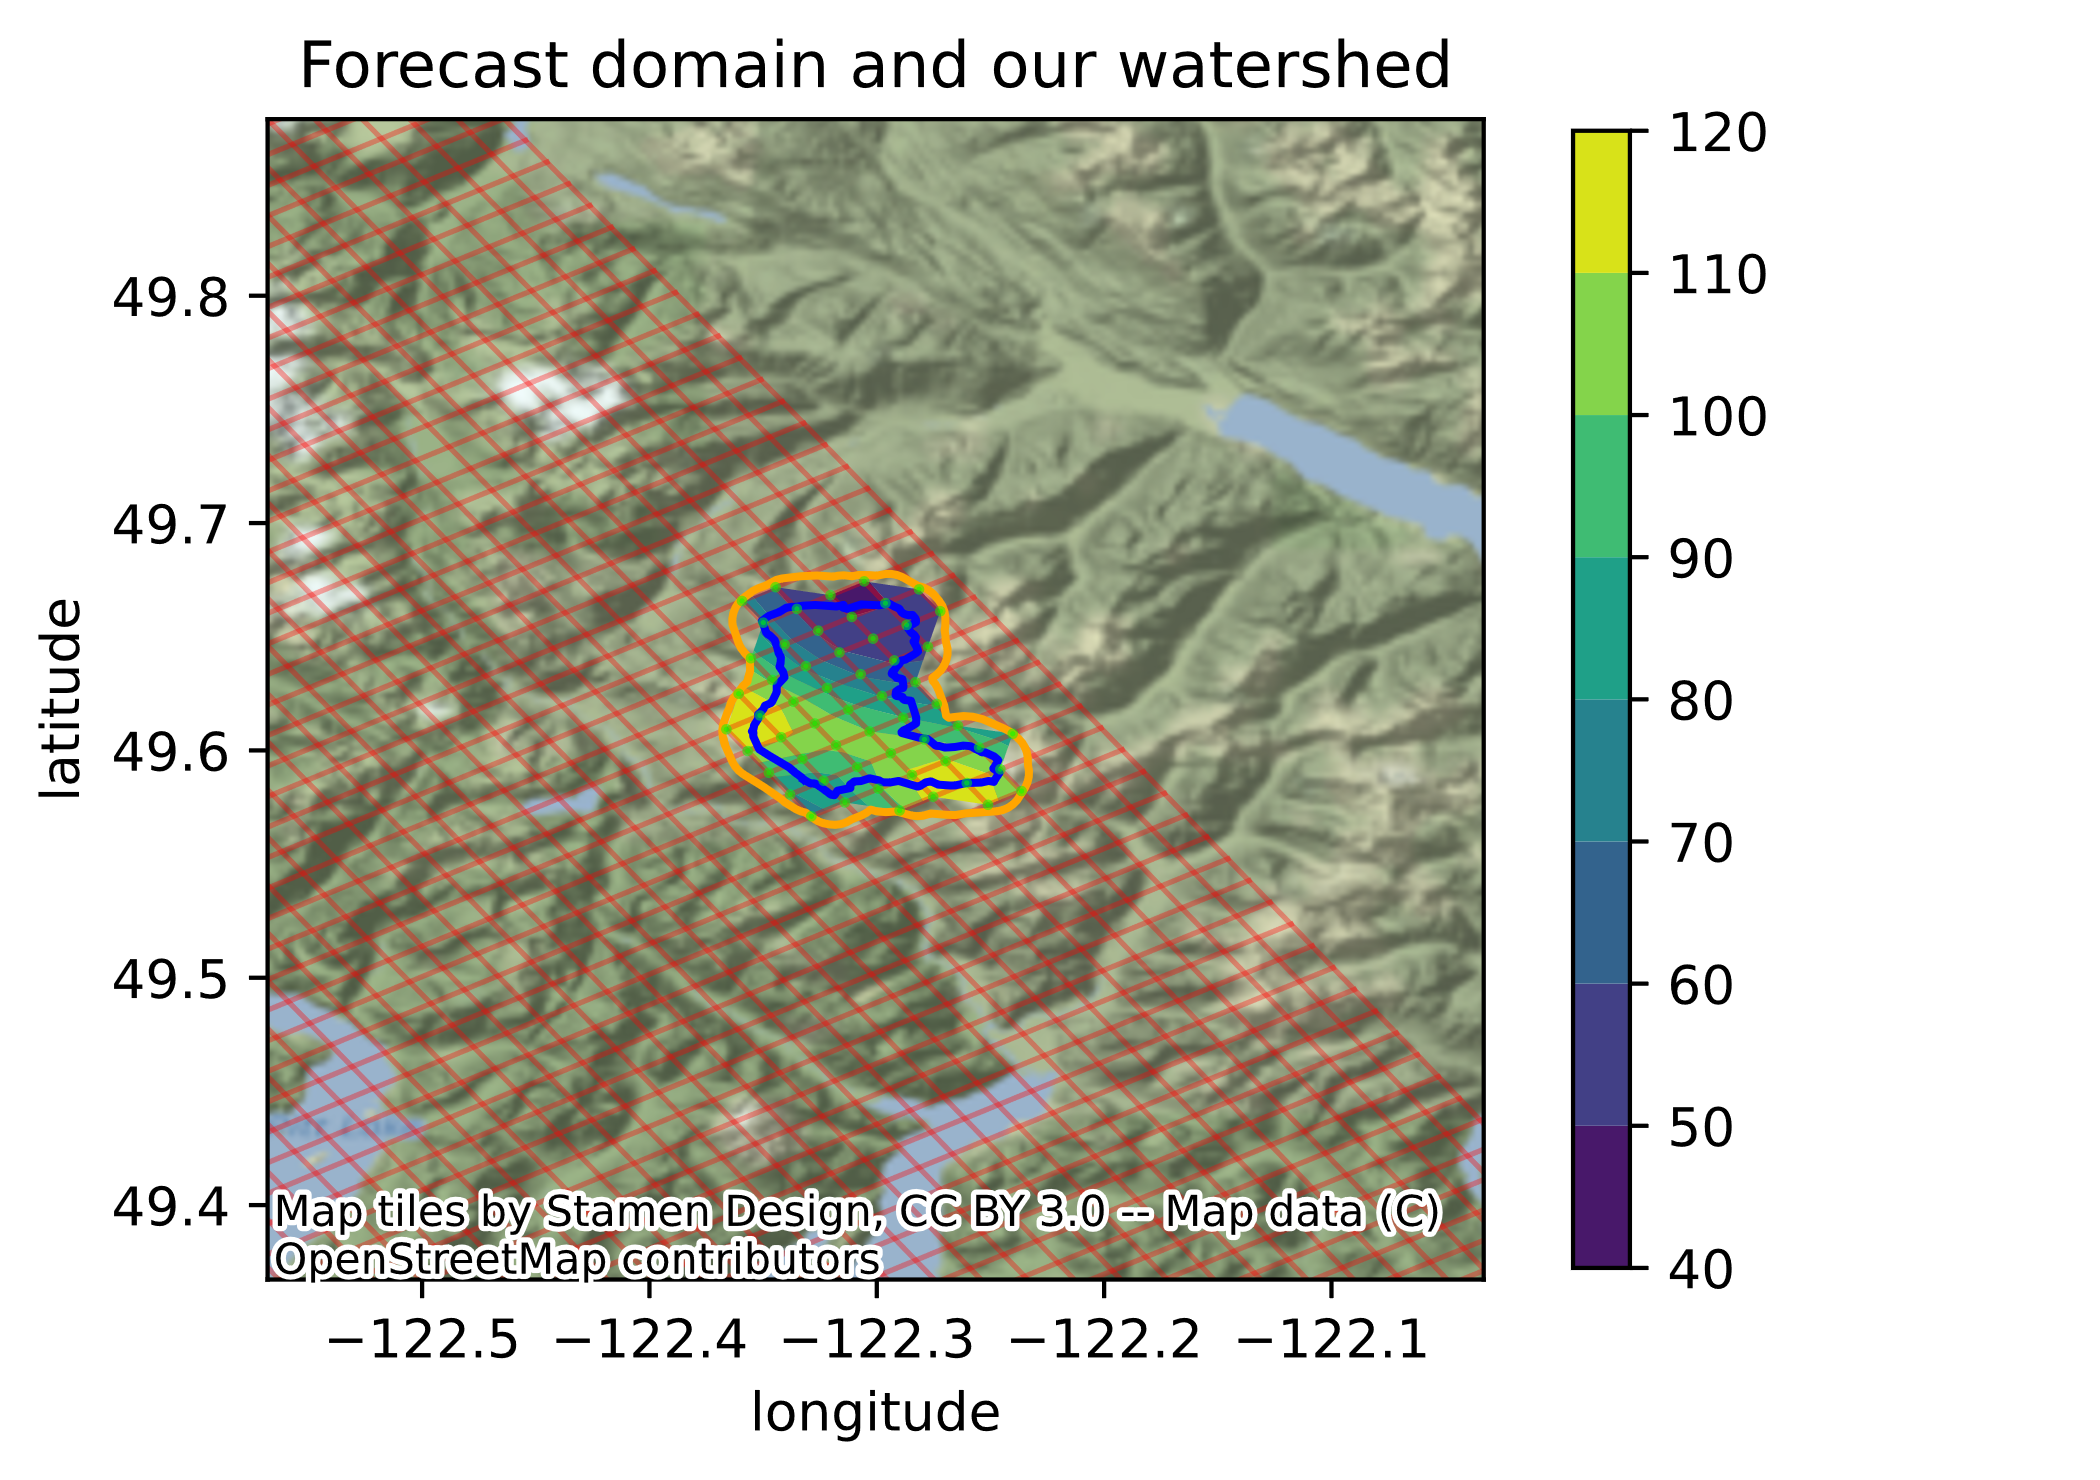 Forecast domain and our watershed
120
110
49.8
100
49.7
90
80
latitude
49.6
70
60
49.5
50
49.4
Map tiles by Stamen Design, CC BY 3.0 -- Map data (C)
OpenStreetMap contributors
40
−122.5 −122.4 −122.3 −122.2 −122.1
longitude